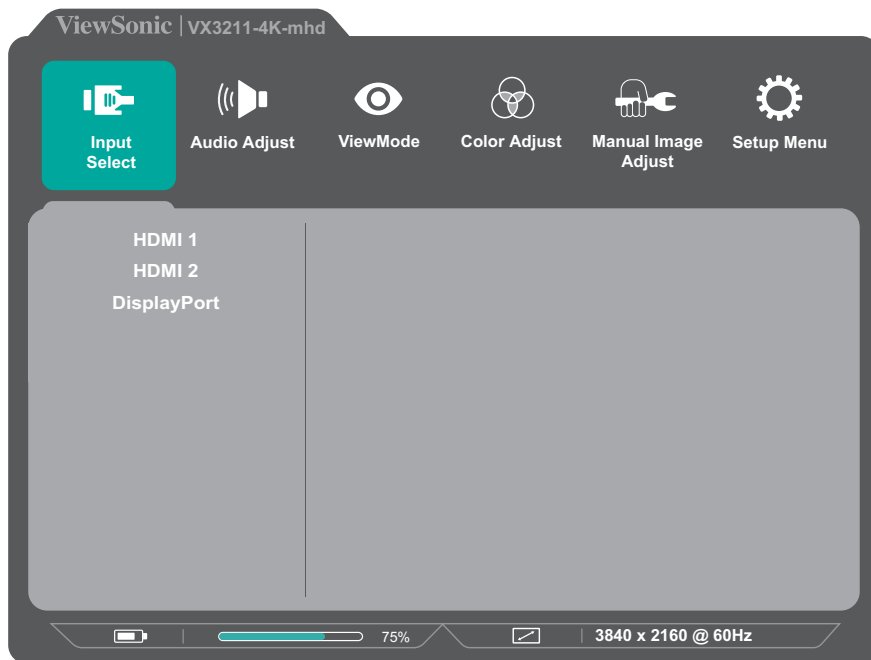 ViewSonic | VX3211-4K-mhd
Input
Select
Audio Adjust
ViewMode
Color Adjust
Manual Image
Adjust
Setup Menu
HDMI 1
HDMI 2
DisplayPort
75%
3840 x 2160 @ 60Hz